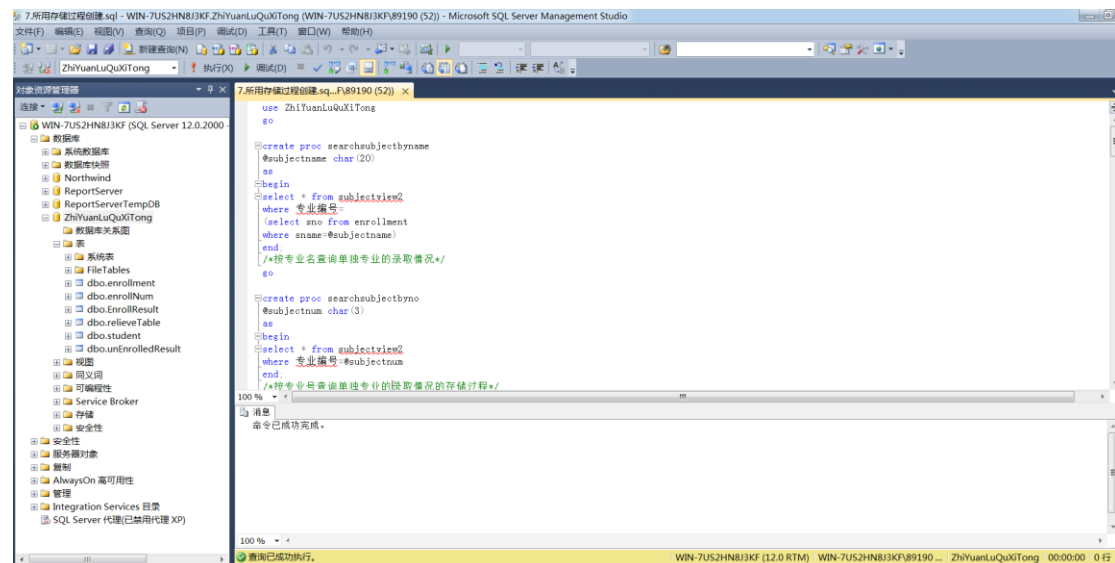 7.所用存储过程创建.sql - WIN-7US2HN8J3KF.ZhiYuanLuQuXiTong (WIN-7US2HN8J3KF\89190 (52)) - Microsoft SQL Server Management Studio
文件(F) 编辑(E) 视图(V) 查询(Q) 项目(P) 调试(D) 工具(T) 窗口(W) 帮助(H)
新建查询(N)
ZhiYuanLuQuXiTong 执行(X) 调试(D)
对象资源管理器
连接
WIN-7US2HN8J3KF (SQL Server 12.0.2000 -
数据库
系统数据库
数据库快照
Northwind
ReportServer
ReportServerTempDB
ZhiYuanLuQuXiTong
数据库关系图
表
系统表
FileTables
dbo.enrollment
dbo.enrollNum
dbo.EnrollResult
dbo.relieveTable
dbo.student
dbo.unEnrolledResult
视图
同义词
可编程性
Service Broker
存储
安全性
安全性
服务器对象
复制
AlwaysOn 高可用性
管理
Integration Services 目录
SQL Server 代理(已禁用代理 XP)
7.所用存储过程创建.sq...F\89190 (52))
use ZhiYuanLuQuXiTong
go
create proc searchsubjectbyname
@subjectname char(20)
as
begin
select * from subjectview2
where 专业编号=
(select sno from enrollment
where sname=@subjectname)
end;
/*按专业名查询单独专业的录取情况*/
go
create proc searchsubjectbyno
@subjectnum char(3)
as
begin
select * from subjectview2
where 专业编号=@subjectnum
end;
/*按专业号查询单独专业的录取情况的存储过程*/
100 %
消息
命令已成功完成。
100 %
查询已成功执行。 WIN-7US2HN8J3KF (12.0 RTM) WIN-7US2HN8J3KF\89190 ... ZhiYuanLuQuXiTong 00:00:00 0 行